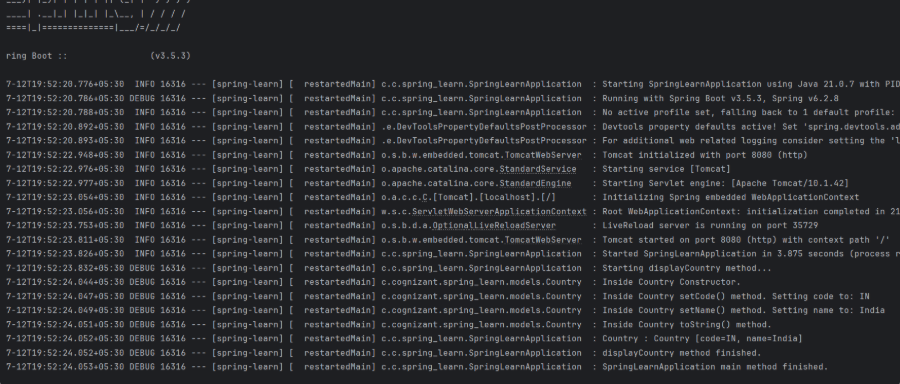 ____| .__|_| |_|_| |_\__, | / / / /
====|_|==============|___/=/_/_/_/
ring Boot :: (v3.5.3)
7-12T19:52:20.776+05:30 INFO 16316 --- [spring-learn] [ restartedMain] c.c.spring_learn.SpringLearnApplication : Starting SpringLearnApplication using Java 21.0.7 with PID
7-12T19:52:20.786+05:30 DEBUG 16316 --- [spring-learn] [ restartedMain] c.c.spring_learn.SpringLearnApplication : Running with Spring Boot v3.5.3, Spring v6.2.8
7-12T19:52:20.788+05:30 INFO 16316 --- [spring-learn] [ restartedMain] c.c.spring_learn.SpringLearnApplication : No active profile set, falling back to 1 default profile:
7-12T19:52:20.892+05:30 INFO 16316 --- [spring-learn] [ restartedMain] .e.DevToolsPropertyDefaultsPostProcessor : Devtools property defaults active! Set 'spring.devtools.ad
7-12T19:52:20.893+05:30 INFO 16316 --- [spring-learn] [ restartedMain] .e.DevToolsPropertyDefaultsPostProcessor : For additional web related logging consider setting the 'l
7-12T19:52:22.948+05:30 INFO 16316 --- [spring-learn] [ restartedMain] o.s.b.w.embedded.tomcat.TomcatWebServer : Tomcat initialized with port 8080 (http)
7-12T19:52:22.976+05:30 INFO 16316 --- [spring-learn] [ restartedMain] o.apache.catalina.core.StandardService : Starting service [Tomcat]
7-12T19:52:22.977+05:30 INFO 16316 --- [spring-learn] [ restartedMain] o.apache.catalina.core.StandardEngine : Starting Servlet engine: [Apache Tomcat/10.1.42]
7-12T19:52:23.054+05:30 INFO 16316 --- [spring-learn] [ restartedMain] o.a.c.c.C.[Tomcat].[localhost].[/] : Initializing Spring embedded WebApplicationContext
7-12T19:52:23.056+05:30 INFO 16316 --- [spring-learn] [ restartedMain] w.s.c.ServletWebServerApplicationContext : Root WebApplicationContext: initialization completed in 21
7-12T19:52:23.753+05:30 INFO 16316 --- [spring-learn] [ restartedMain] o.s.b.d.a.OptionalLiveReloadServer : LiveReload server is running on port 35729
7-12T19:52:23.811+05:30 INFO 16316 --- [spring-learn] [ restartedMain] o.s.b.w.embedded.tomcat.TomcatWebServer : Tomcat started on port 8080 (http) with context path '/'
7-12T19:52:23.826+05:30 INFO 16316 --- [spring-learn] [ restartedMain] c.c.spring_learn.SpringLearnApplication : Started SpringLearnApplication in 3.875 seconds (process r
7-12T19:52:23.832+05:30 DEBUG 16316 --- [spring-learn] [ restartedMain] c.c.spring_learn.SpringLearnApplication : Starting displayCountry method...
7-12T19:52:24.044+05:30 DEBUG 16316 --- [spring-learn] [ restartedMain] c.cognizant.spring_learn.models.Country : Inside Country Constructor.
7-12T19:52:24.047+05:30 DEBUG 16316 --- [spring-learn] [ restartedMain] c.cognizant.spring_learn.models.Country : Inside Country setCode() method. Setting code to: IN
7-12T19:52:24.049+05:30 DEBUG 16316 --- [spring-learn] [ restartedMain] c.cognizant.spring_learn.models.Country : Inside Country setName() method. Setting name to: India
7-12T19:52:24.051+05:30 DEBUG 16316 --- [spring-learn] [ restartedMain] c.cognizant.spring_learn.models.Country : Inside Country toString() method.
7-12T19:52:24.052+05:30 DEBUG 16316 --- [spring-learn] [ restartedMain] c.c.spring_learn.SpringLearnApplication : Country : Country [code=IN, name=India]
7-12T19:52:24.052+05:30 DEBUG 16316 --- [spring-learn] [ restartedMain] c.c.spring_learn.SpringLearnApplication : displayCountry method finished.
7-12T19:52:24.053+05:30 DEBUG 16316 --- [spring-learn] [ restartedMain] c.c.spring_learn.SpringLearnApplication : SpringLearnApplication main method finished.